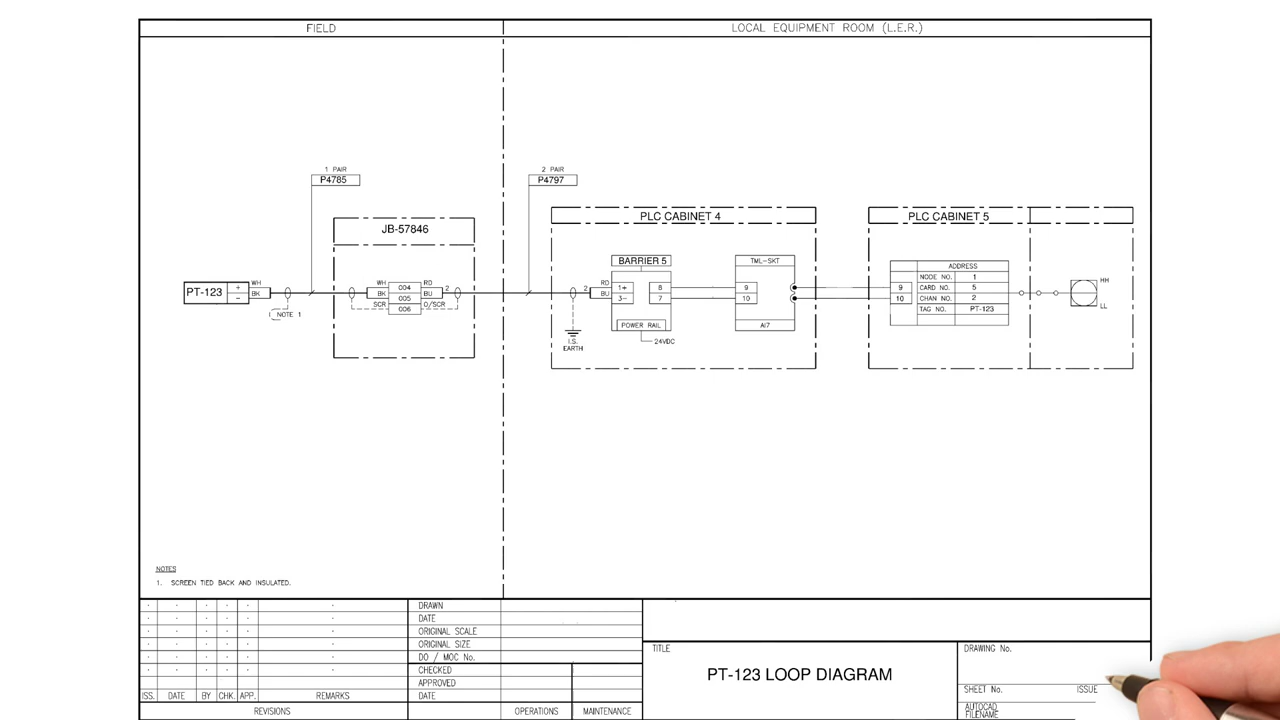 FIELD
LOCAL EQUIPMENT ROOM (L.E.R.)
1 PAIR
P4785
2 PAIR
P4797
JB-57846
PLC CABINET 4
PLC CABINET 5
BARRIER 5
TML-SKT
ADDRESS
NODE NO. 1
CARD NO. 5
CHAN NO. 2
TAG NO. PT-123
9
10
HH
LL
PT-123
+
−
WH
BK
NOTE 1
WH
BK
SCR
004
005
006
RD
BU
O/SCR
2
2
RD
BU
1+
3−
8
7
9
10
POWER RAIL
24VDC
AI7
I.S.
EARTH
NOTES
1. SCREEN TIED BACK AND INSULATED.
ISS. DATE BY CHK. APP. REMARKS
REVISIONS
DRAWN
DATE
ORIGINAL SCALE
ORIGINAL SIZE
DO / MOC No.
CHECKED
APPROVED
DATE
OPERATIONS MAINTENANCE
TITLE
PT-123 LOOP DIAGRAM
DRAWING No.
SHEET No. ISSUE
AUTOCAD
FILENAME